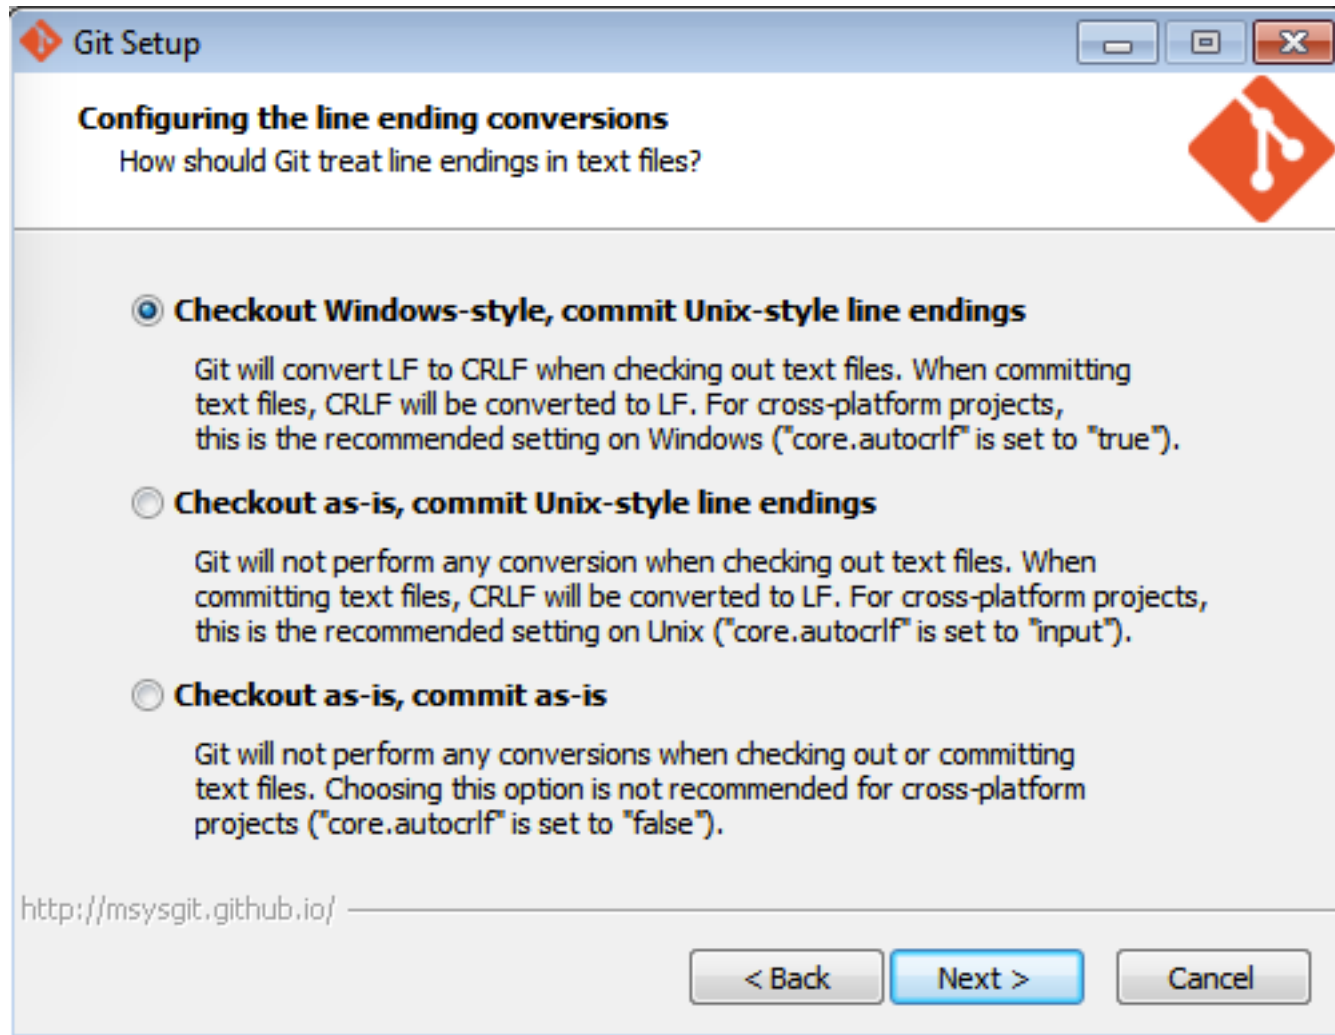 Git Setup
Configuring the line ending conversions
How should Git treat line endings in text files?
Checkout Windows-style, commit Unix-style line endings
Git will convert LF to CRLF when checking out text files. When committing
text files, CRLF will be converted to LF. For cross-platform projects,
this is the recommended setting on Windows ("core.autocrlf" is set to "true").
Checkout as-is, commit Unix-style line endings
Git will not perform any conversion when checking out text files. When
committing text files, CRLF will be converted to LF. For cross-platform projects,
this is the recommended setting on Unix ("core.autocrlf" is set to "input").
Checkout as-is, commit as-is
Git will not perform any conversions when checking out or committing
text files. Choosing this option is not recommended for cross-platform
projects ("core.autocrlf" is set to "false").
http://msysgit.github.io/
< Back Next > Cancel